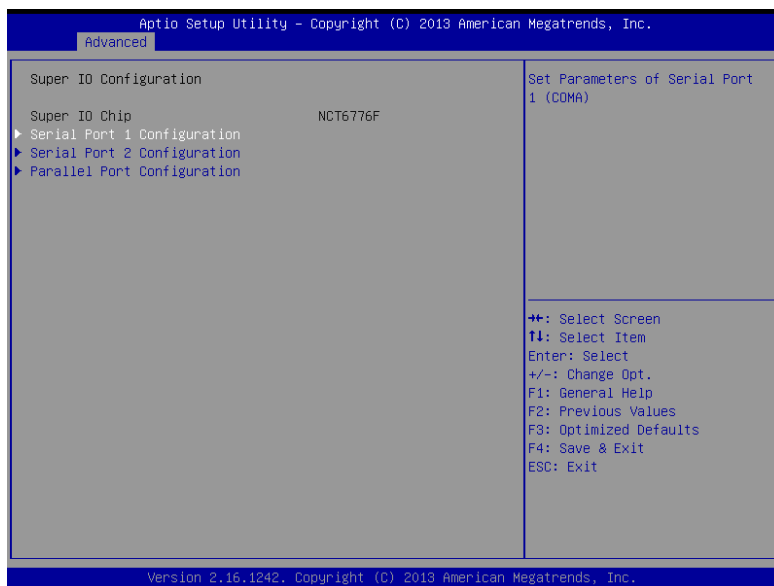 Aptio Setup Utility – Copyright (C) 2013 American Megatrends, Inc.
Advanced
Super IO Configuration
Super IO Chip NCT6776F
▶ Serial Port 1 Configuration
▶ Serial Port 2 Configuration
▶ Parallel Port Configuration
Set Parameters of Serial Port
1 (COMA)
→←: Select Screen
↑↓: Select Item
Enter: Select
+/-: Change Opt.
F1: General Help
F2: Previous Values
F3: Optimized Defaults
F4: Save & Exit
ESC: Exit
Version 2.16.1242. Copyright (C) 2013 American Megatrends, Inc.